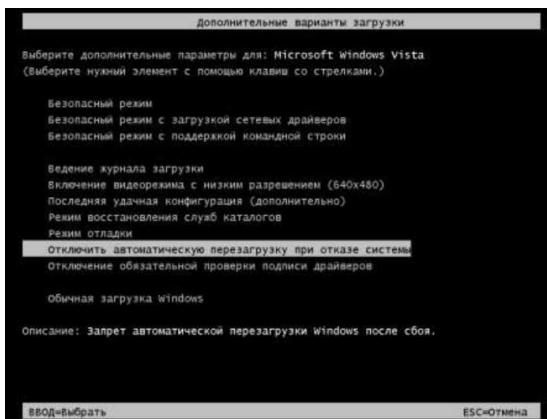 Дополнительные варианты загрузки
Выберите дополнительные параметры для: Microsoft Windows Vista
(Выберите нужный элемент с помощью клавиш со стрелками.)
Безопасный режим
Безопасный режим с загрузкой сетевых драйверов
Безопасный режим с поддержкой командной строки
Ведение журнала загрузки
Включение видеорежима с низким разрешением (640x480)
Последняя удачная конфигурация (дополнительно)
Режим восстановления служб каталогов
Режим отладки
Отключить автоматическую перезагрузку при отказе системы
Отключение обязательной проверки подписи драйверов
Обычная загрузка Windows
Описание: Запрет автоматической перезагрузки Windows после сбоя.
ВВОД=Выбрать ESC=Отмена